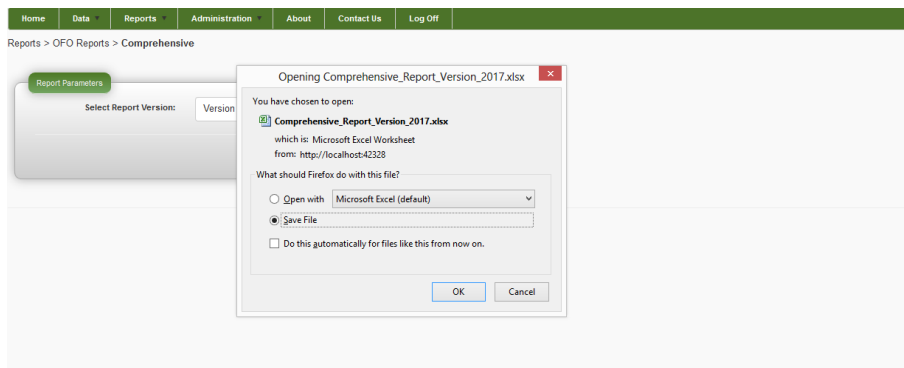 Home Data Reports Administration About Contact Us Log Off
Reports > OFO Reports > Comprehensive
Opening Comprehensive_Report_Version_2017.xlsx
Report Parameters
Select Report Version: Version
You have chosen to open:
Comprehensive_Report_Version_2017.xlsx
which is: Microsoft Excel Worksheet
from: http://localhost:42328
What should Firefox do with this file?
Open with Microsoft Excel (default)
Save File
Do this automatically for files like this from now on.
OK Cancel